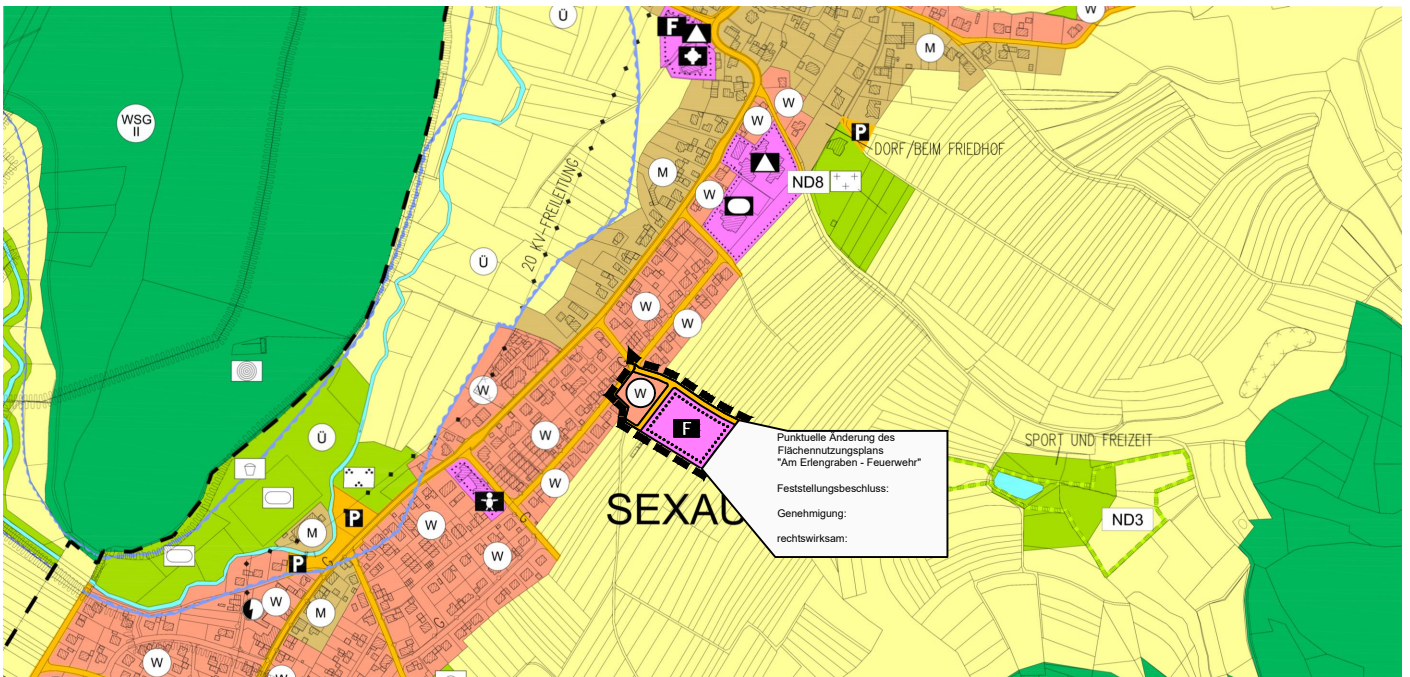 Ü
F
W
M
WSG
II
W
W
P
DORF/BEIM FRIEDHOF
M
ND8
W
20 KV-FREILEITUNG
Ü
W
W
W
W
F
Punktuelle Änderung des
Flächennutzungsplans
"Am Erlengraben - Feuerwehr"
Feststellungsbeschluss:
Genehmigung:
rechtswirksam:
SPORT UND FREIZEIT
Ü
W
W
SEXAU
ND3
P
M
W
W
P
G
G
W
M
G
W
W